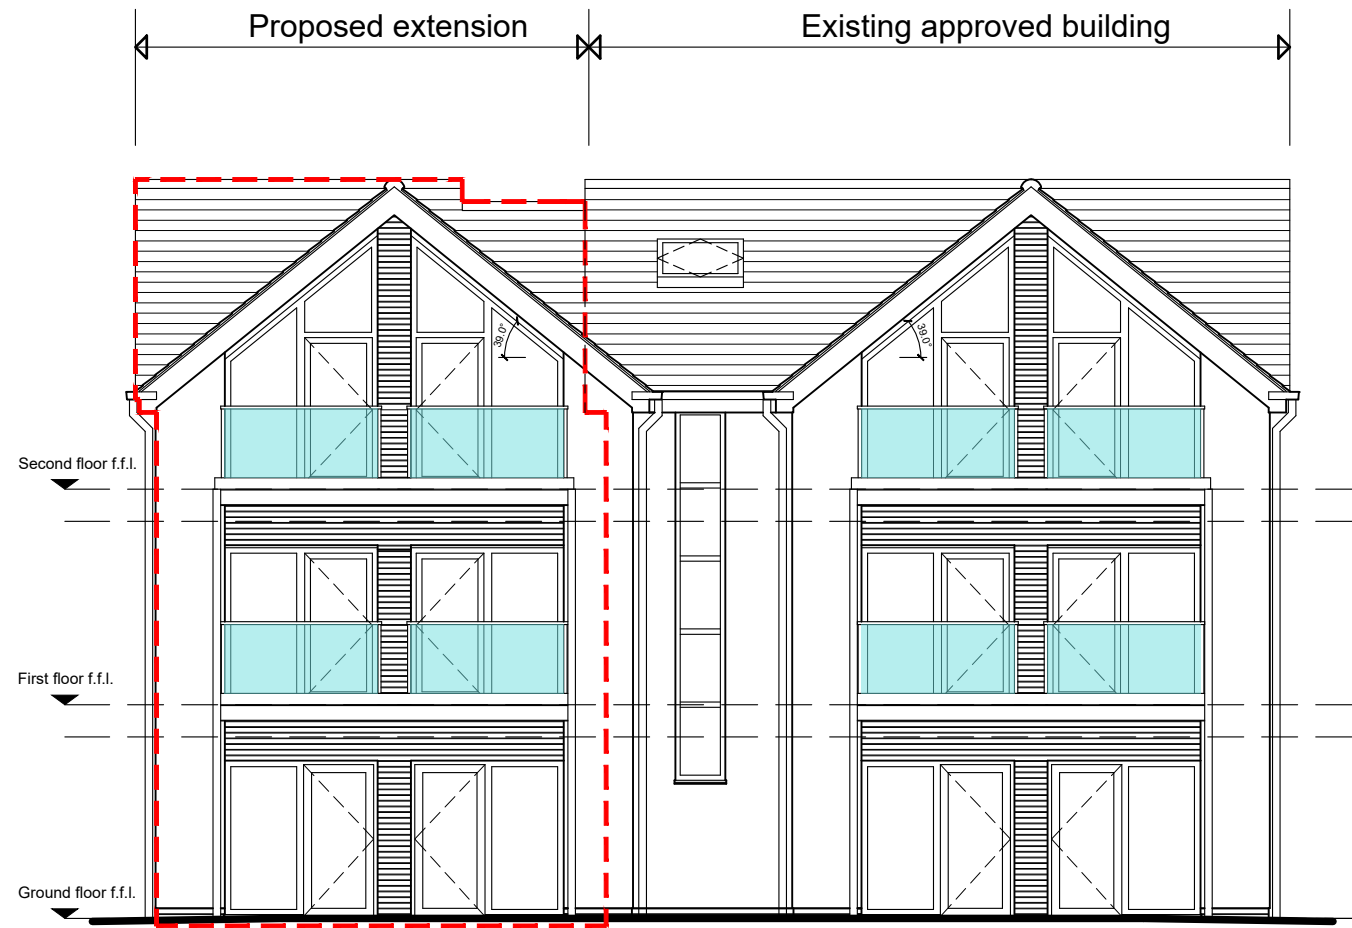 Proposed extension
Existing approved building
39.0°
39.0°
Second floor f.f.l.
First floor f.f.l.
Ground floor f.f.l.